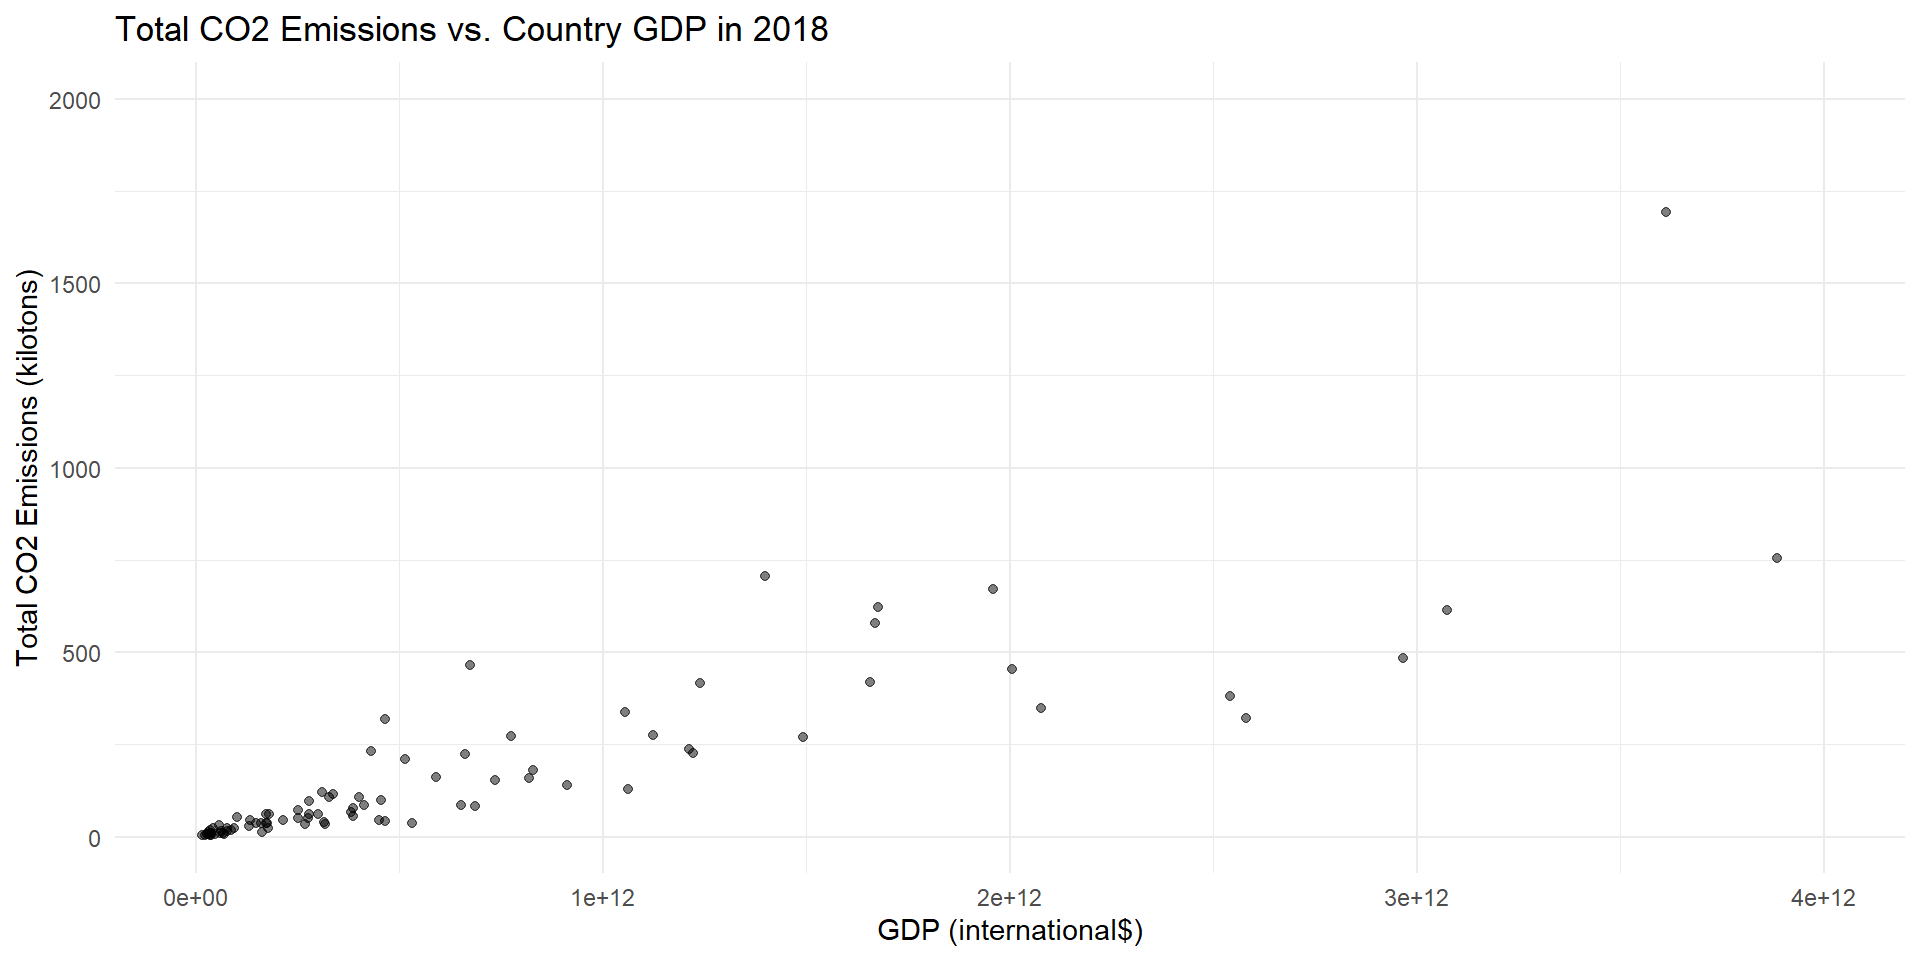 Total CO2 Emissions vs. Country GDP in 2018
Total CO2 Emissions (kilotons)
2000
1500
1000
500
0
0e+00
1e+12
2e+12
3e+12
4e+12
GDP (international$)